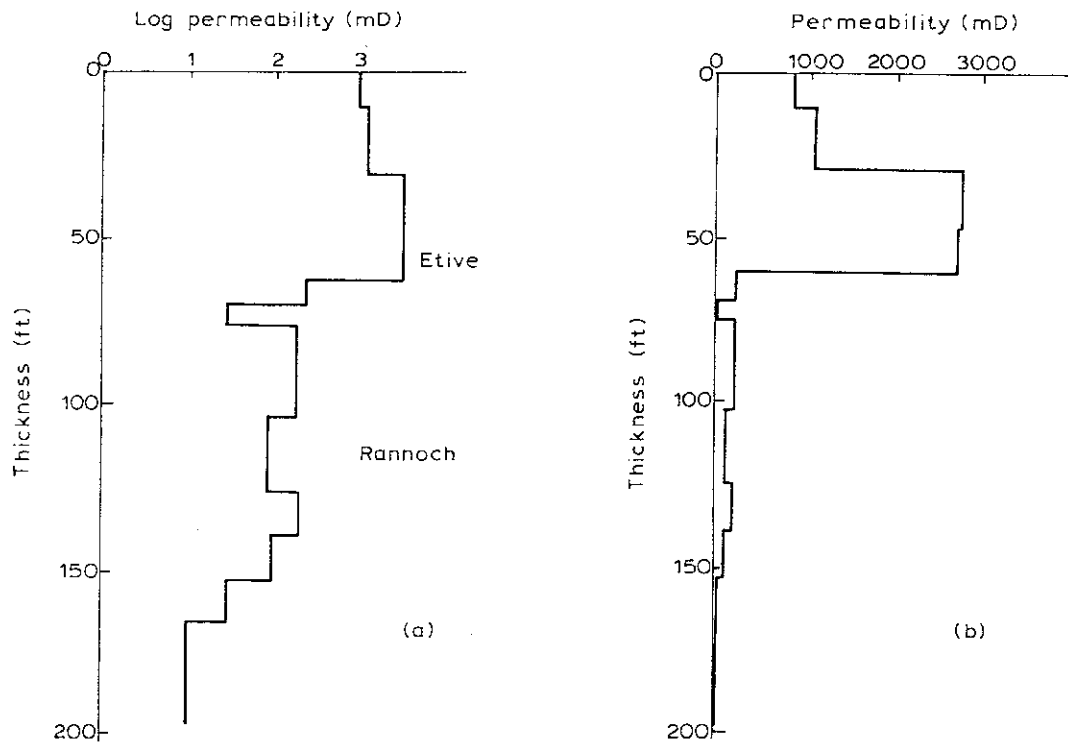 Log permeability (mD)
0 1 2 3
0
50
100
150
200
Thickness (ft)
Etive
Rannoch
(a)
Permeability (mD)
0 1000 2000 3000
0
50
100
150
200
Thickness (ft)
(b)